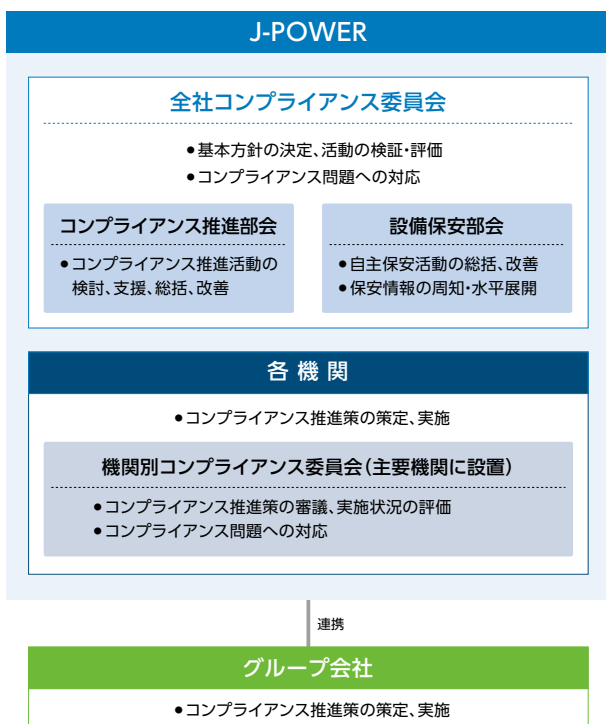 J-POWER
全社コンプライアンス委員会
●基本方針の決定、活動の検証・評価
●コンプライアンス問題への対応
コンプライアンス推進部会
●コンプライアンス推進活動の
検討、支援、総括、改善
設備保安部会
●自主保安活動の総括、改善
●保安情報の周知・水平展開
各機関
●コンプライアンス推進策の策定、実施
機関別コンプライアンス委員会（主要機関に設置）
●コンプライアンス推進策の審議、実施状況の評価
●コンプライアンス問題への対応
連携
グループ会社
●コンプライアンス推進策の策定、実施